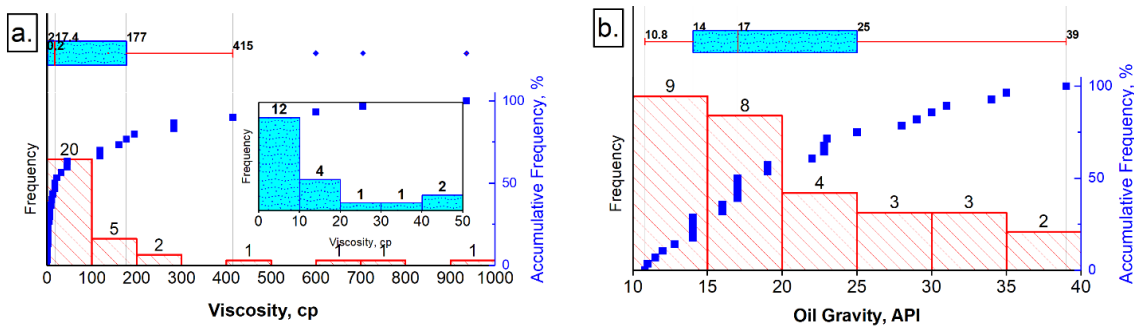 a.
217.4
0.2
177
415
Frequency
20
5
2
1
1
1
1
0 100 200 300 400 500 600 700 800 900 1000
Viscosity, cp
0
50
100
Accumulative Frequency, %
Frequency
12
4
1
1
2
0 10 20 30 40 50
Viscosity, cp
b.
10.8
14
17
25
39
Frequency
9
8
4
3
3
2
10 15 20 25 30 35 40
Oil Gravity, API
0
50
100
Accumulative Frequency, %